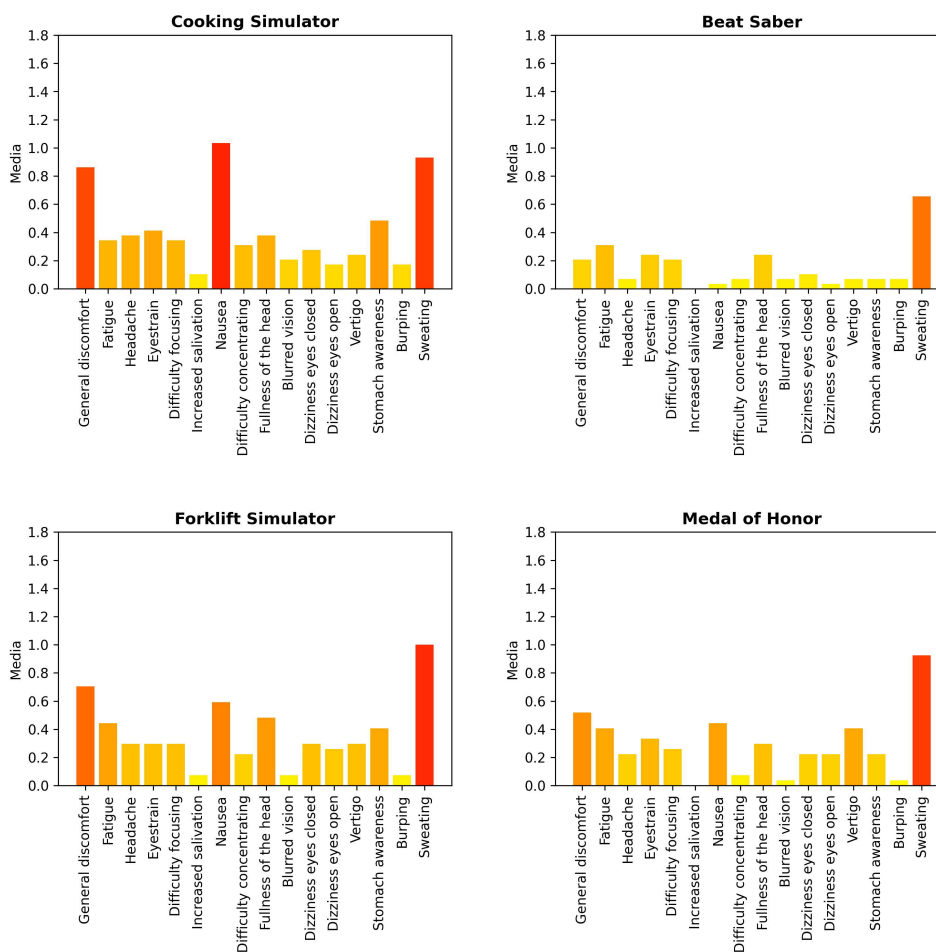 Cooking Simulator
1.8
1.6
1.4
1.2
1.0
0.8
0.6
0.4
0.2
0.0
Media
General discomfort
Fatigue
Headache
Eyestrain
Difficulty focusing
Increased salivation
Nausea
Difficulty concentrating
Fullness of the head
Blurred vision
Dizziness eyes closed
Dizziness eyes open
Vertigo
Stomach awareness
Burping
Sweating
Beat Saber
1.8
1.6
1.4
1.2
1.0
0.8
0.6
0.4
0.2
0.0
Media
General discomfort
Fatigue
Headache
Eyestrain
Difficulty focusing
Increased salivation
Nausea
Difficulty concentrating
Fullness of the head
Blurred vision
Dizziness eyes closed
Dizziness eyes open
Vertigo
Stomach awareness
Burping
Sweating
Forklift Simulator
1.8
1.6
1.4
1.2
1.0
0.8
0.6
0.4
0.2
0.0
Media
General discomfort
Fatigue
Headache
Eyestrain
Difficulty focusing
Increased salivation
Nausea
Difficulty concentrating
Fullness of the head
Blurred vision
Dizziness eyes closed
Dizziness eyes open
Vertigo
Stomach awareness
Burping
Sweating
Medal of Honor
1.8
1.6
1.4
1.2
1.0
0.8
0.6
0.4
0.2
0.0
Media
General discomfort
Fatigue
Headache
Eyestrain
Difficulty focusing
Increased salivation
Nausea
Difficulty concentrating
Fullness of the head
Blurred vision
Dizziness eyes closed
Dizziness eyes open
Vertigo
Stomach awareness
Burping
Sweating